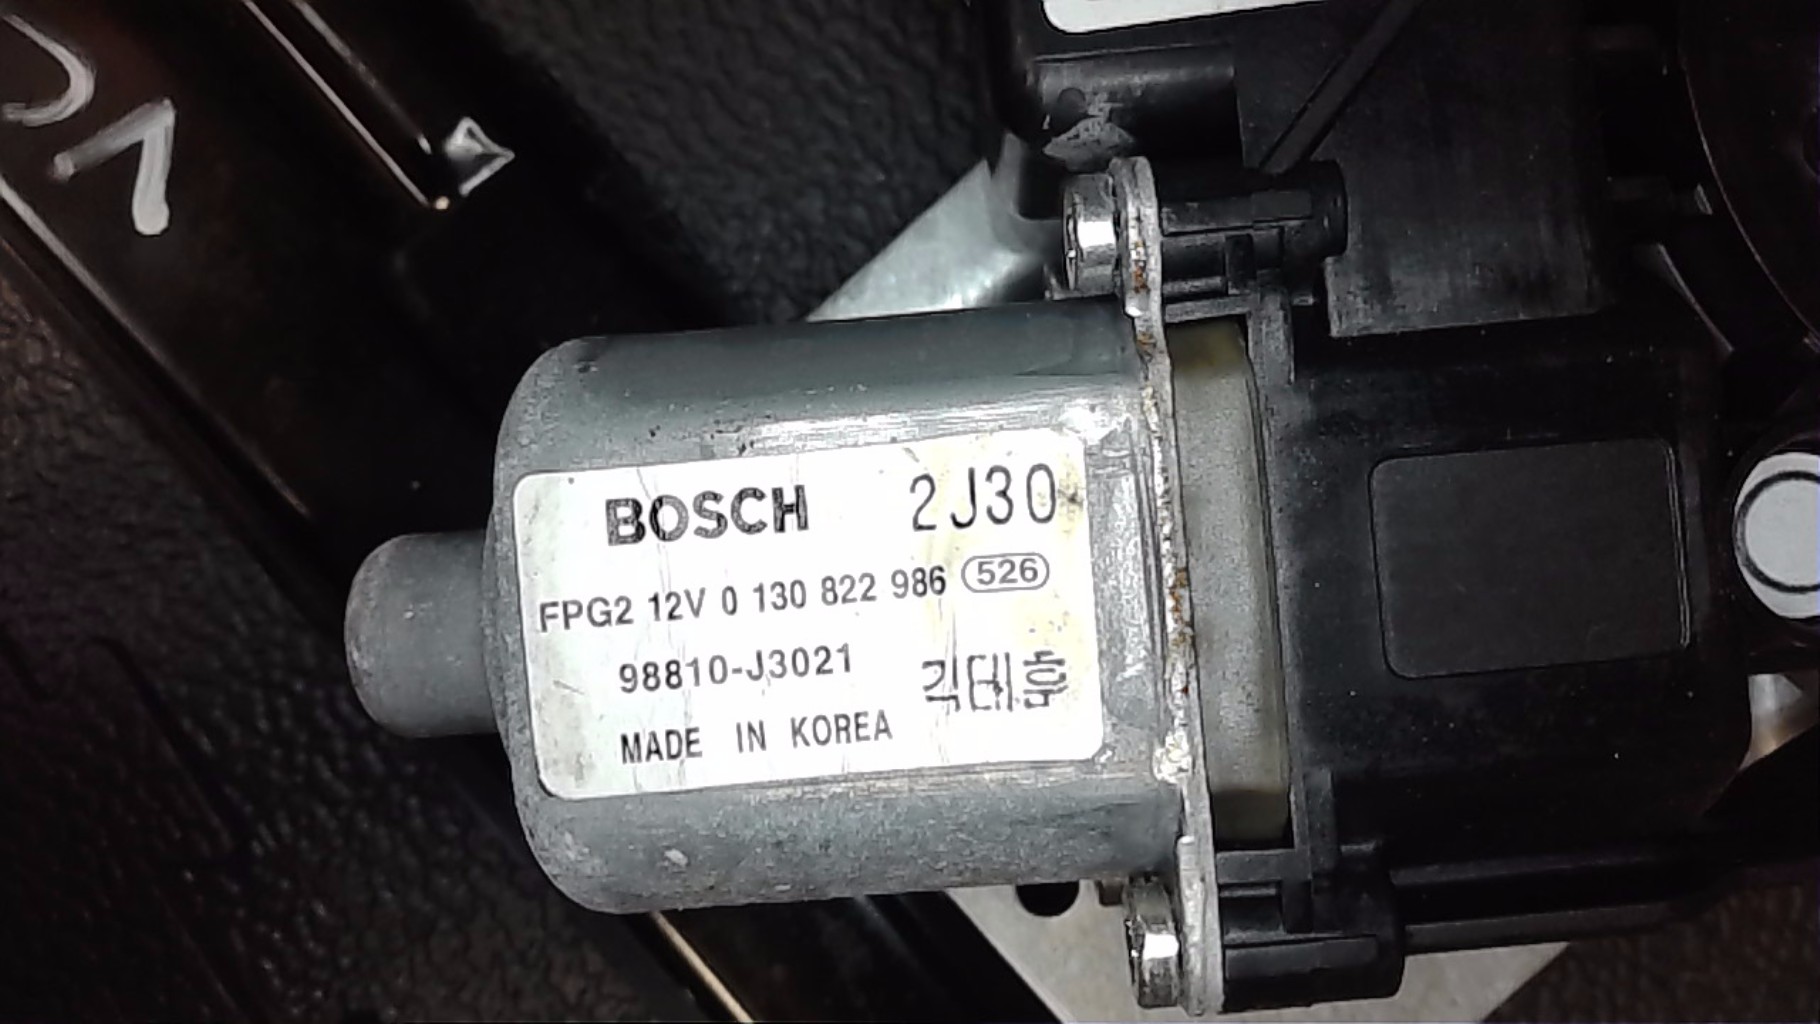 BOSCH 2J30
FPG2 12V 0 130 822 986 526
98810-J3021
MADE IN KOREA